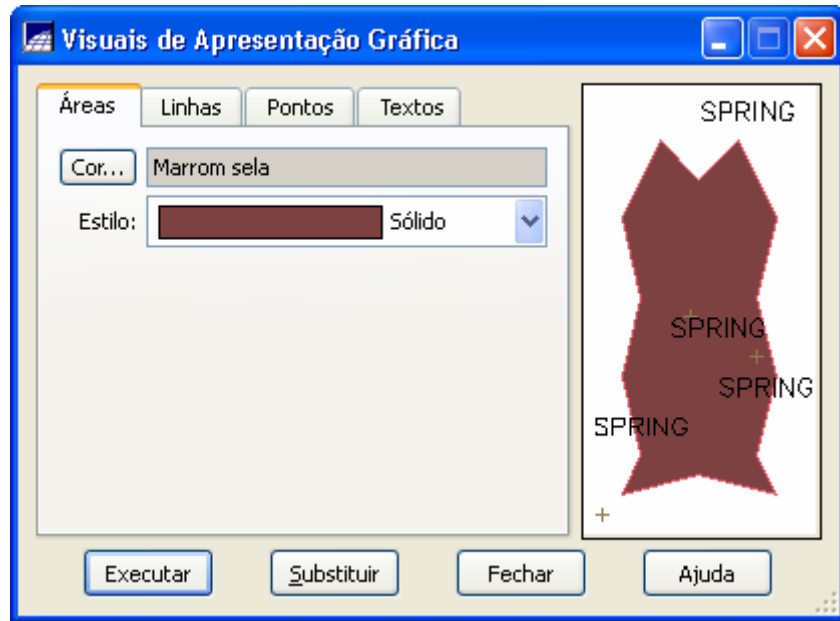 Visuais de Apresentação Gráfica
Áreas Linhas Pontos Textos
Cor... Marrom sela
Estilo: Sólido
SPRING
SPRING
SPRING
SPRING
Executar Substituir Fechar Ajuda